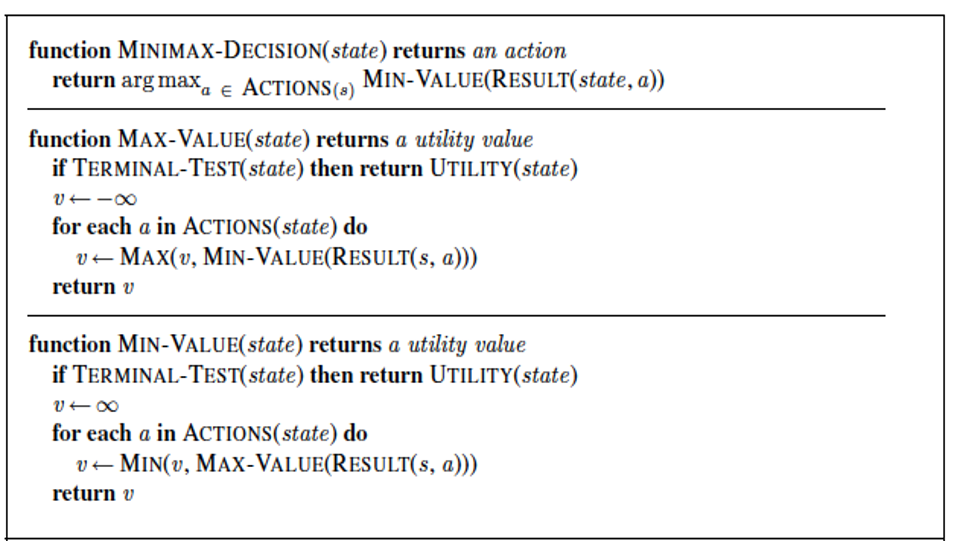 function MINIMAX-DECISION(state) returns an action
return arg max a ∈ ACTIONS(s) MIN-VALUE(RESULT(state, a))
function MAX-VALUE(state) returns a utility value
if TERMINAL-TEST(state) then return UTILITY(state)
v ← −∞
for each a in ACTIONS(state) do
v ← MAX(v, MIN-VALUE(RESULT(s, a)))
return v
function MIN-VALUE(state) returns a utility value
if TERMINAL-TEST(state) then return UTILITY(state)
v ← ∞
for each a in ACTIONS(state) do
v ← MIN(v, MAX-VALUE(RESULT(s, a)))
return v